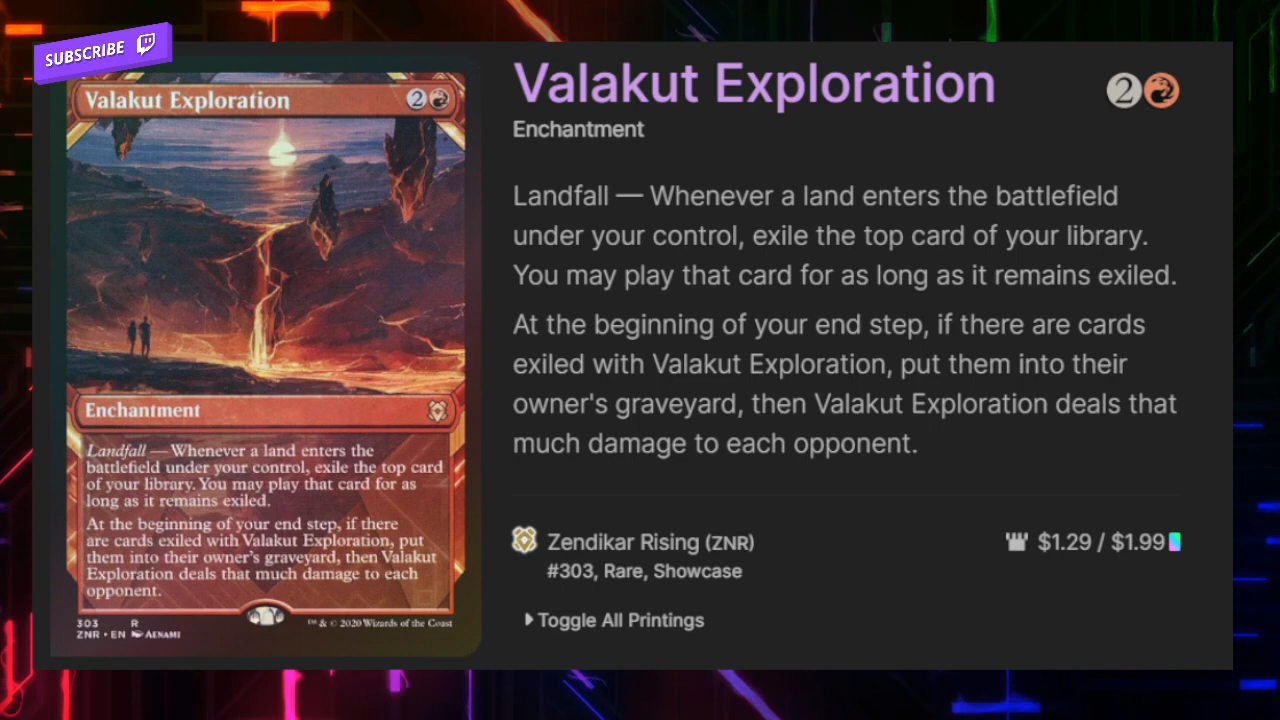 SUBSCRIBE
Valakut Exploration 2
Landfall — Whenever a land enters the
battlefield under your control, exile the top card
of your library. You may play that card for as
long as it remains exiled.
At the beginning of your end step, if there
are cards exiled with Valakut Exploration, put
them into their owner's graveyard, then Valakut
Exploration deals that much damage to each
opponent.
Enchantment
303 R
ZNR • EN AENAMI
™ & © 2020 Wizards of the Coast
Valakut Exploration 2
Enchantment
Landfall — Whenever a land enters the battlefield
under your control, exile the top card of your library.
You may play that card for as long as it remains exiled.
At the beginning of your end step, if there are cards
exiled with Valakut Exploration, put them into their
owner's graveyard, then Valakut Exploration deals that
much damage to each opponent.
Zendikar Rising (ZNR)
#303, Rare, Showcase
$1.29 / $1.99
Toggle All Printings